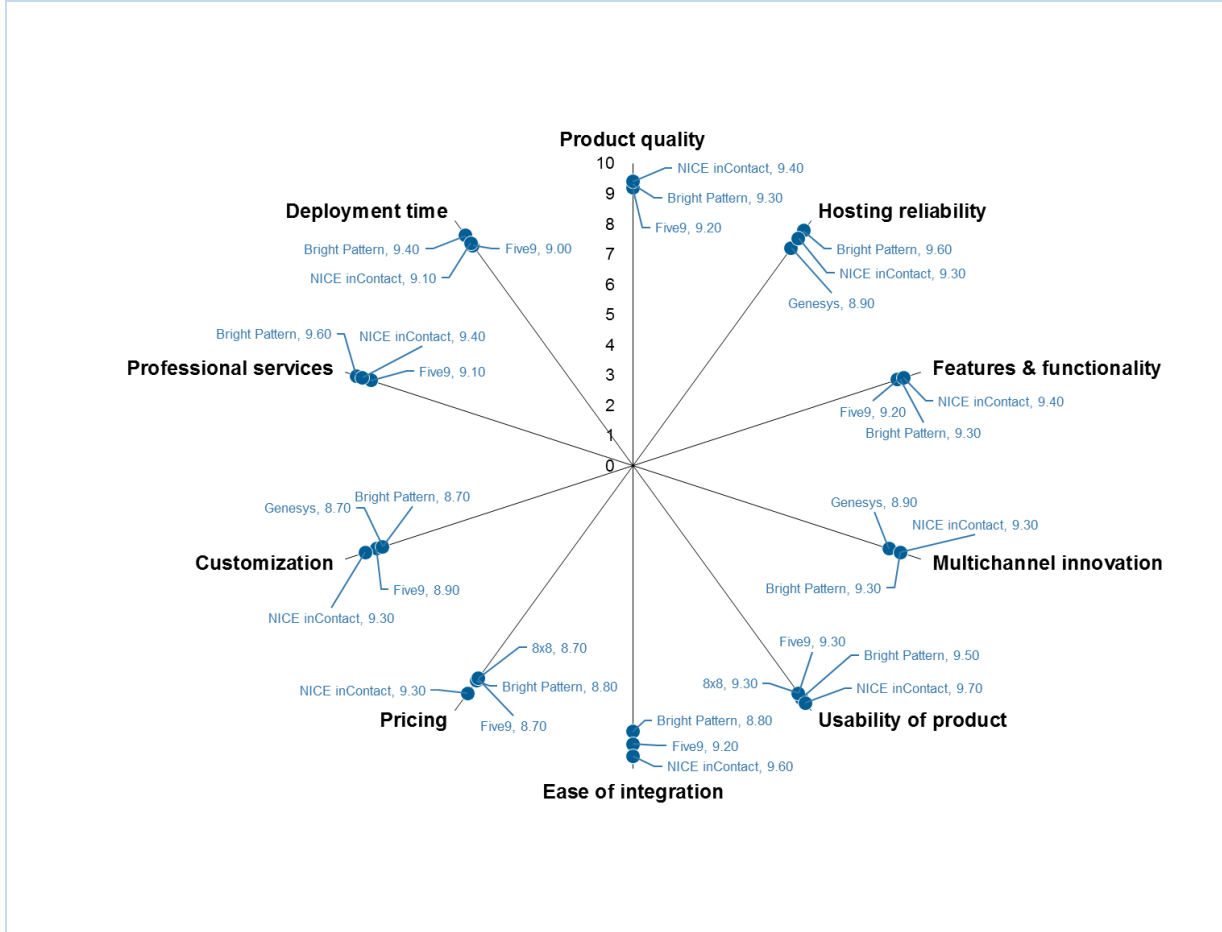 Product quality
10
9
8
7
6
5
4
3
2
1
0
NICE inContact, 9.40
Bright Pattern, 9.30
Five9, 9.20
Hosting reliability
Bright Pattern, 9.60
NICE inContact, 9.30
Genesys, 8.90
Features & functionality
Five9, 9.20
NICE inContact, 9.40
Bright Pattern, 9.30
Multichannel innovation
Genesys, 8.90
NICE inContact, 9.30
Bright Pattern, 9.30
Usability of product
Five9, 9.30
Bright Pattern, 9.50
8x8, 9.30
NICE inContact, 9.70
Ease of integration
Bright Pattern, 8.80
Five9, 9.20
NICE inContact, 9.60
Pricing
8x8, 8.70
NICE inContact, 9.30
Bright Pattern, 8.80
Five9, 8.70
Customization
Bright Pattern, 8.70
Genesys, 8.70
Five9, 8.90
NICE inContact, 9.30
Professional services
Bright Pattern, 9.60
NICE inContact, 9.40
Five9, 9.10
Deployment time
Bright Pattern, 9.40
Five9, 9.00
NICE inContact, 9.10